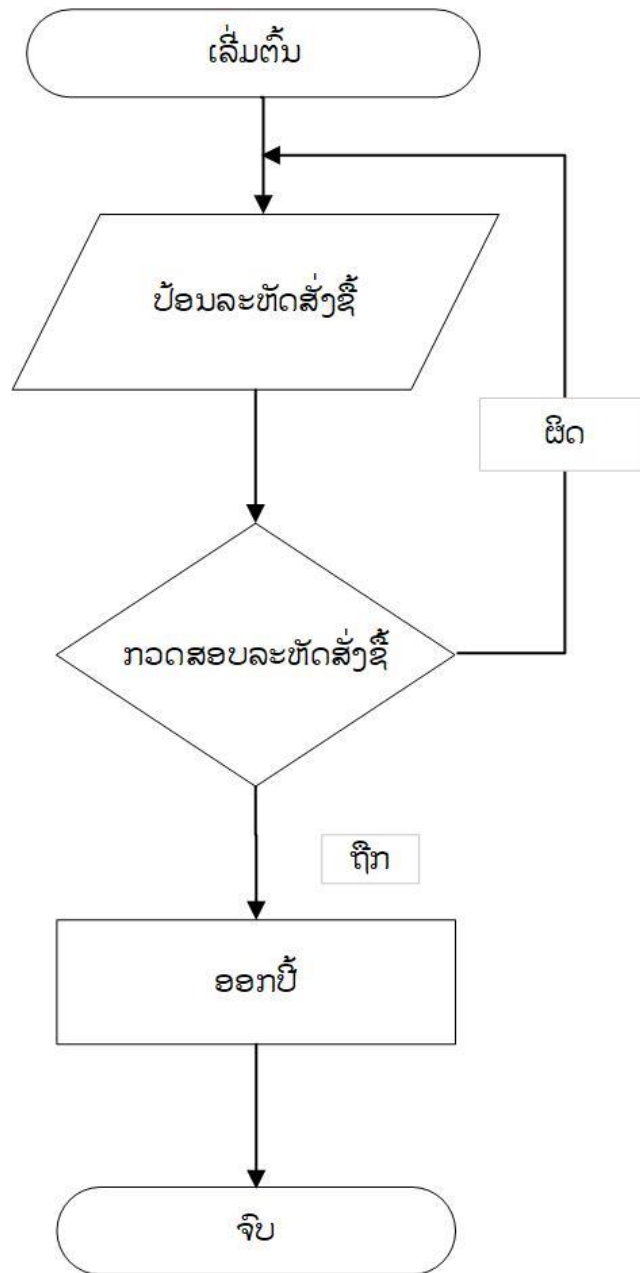 ເລີ່ມຕົ້ນ
ປ້ອນລະຫັດສັ່ງຊື້
ຜິດ
ກວດສອບລະຫັດສັ່ງຊື້
ຖືກ
ອອກປີ້
ຈົບ